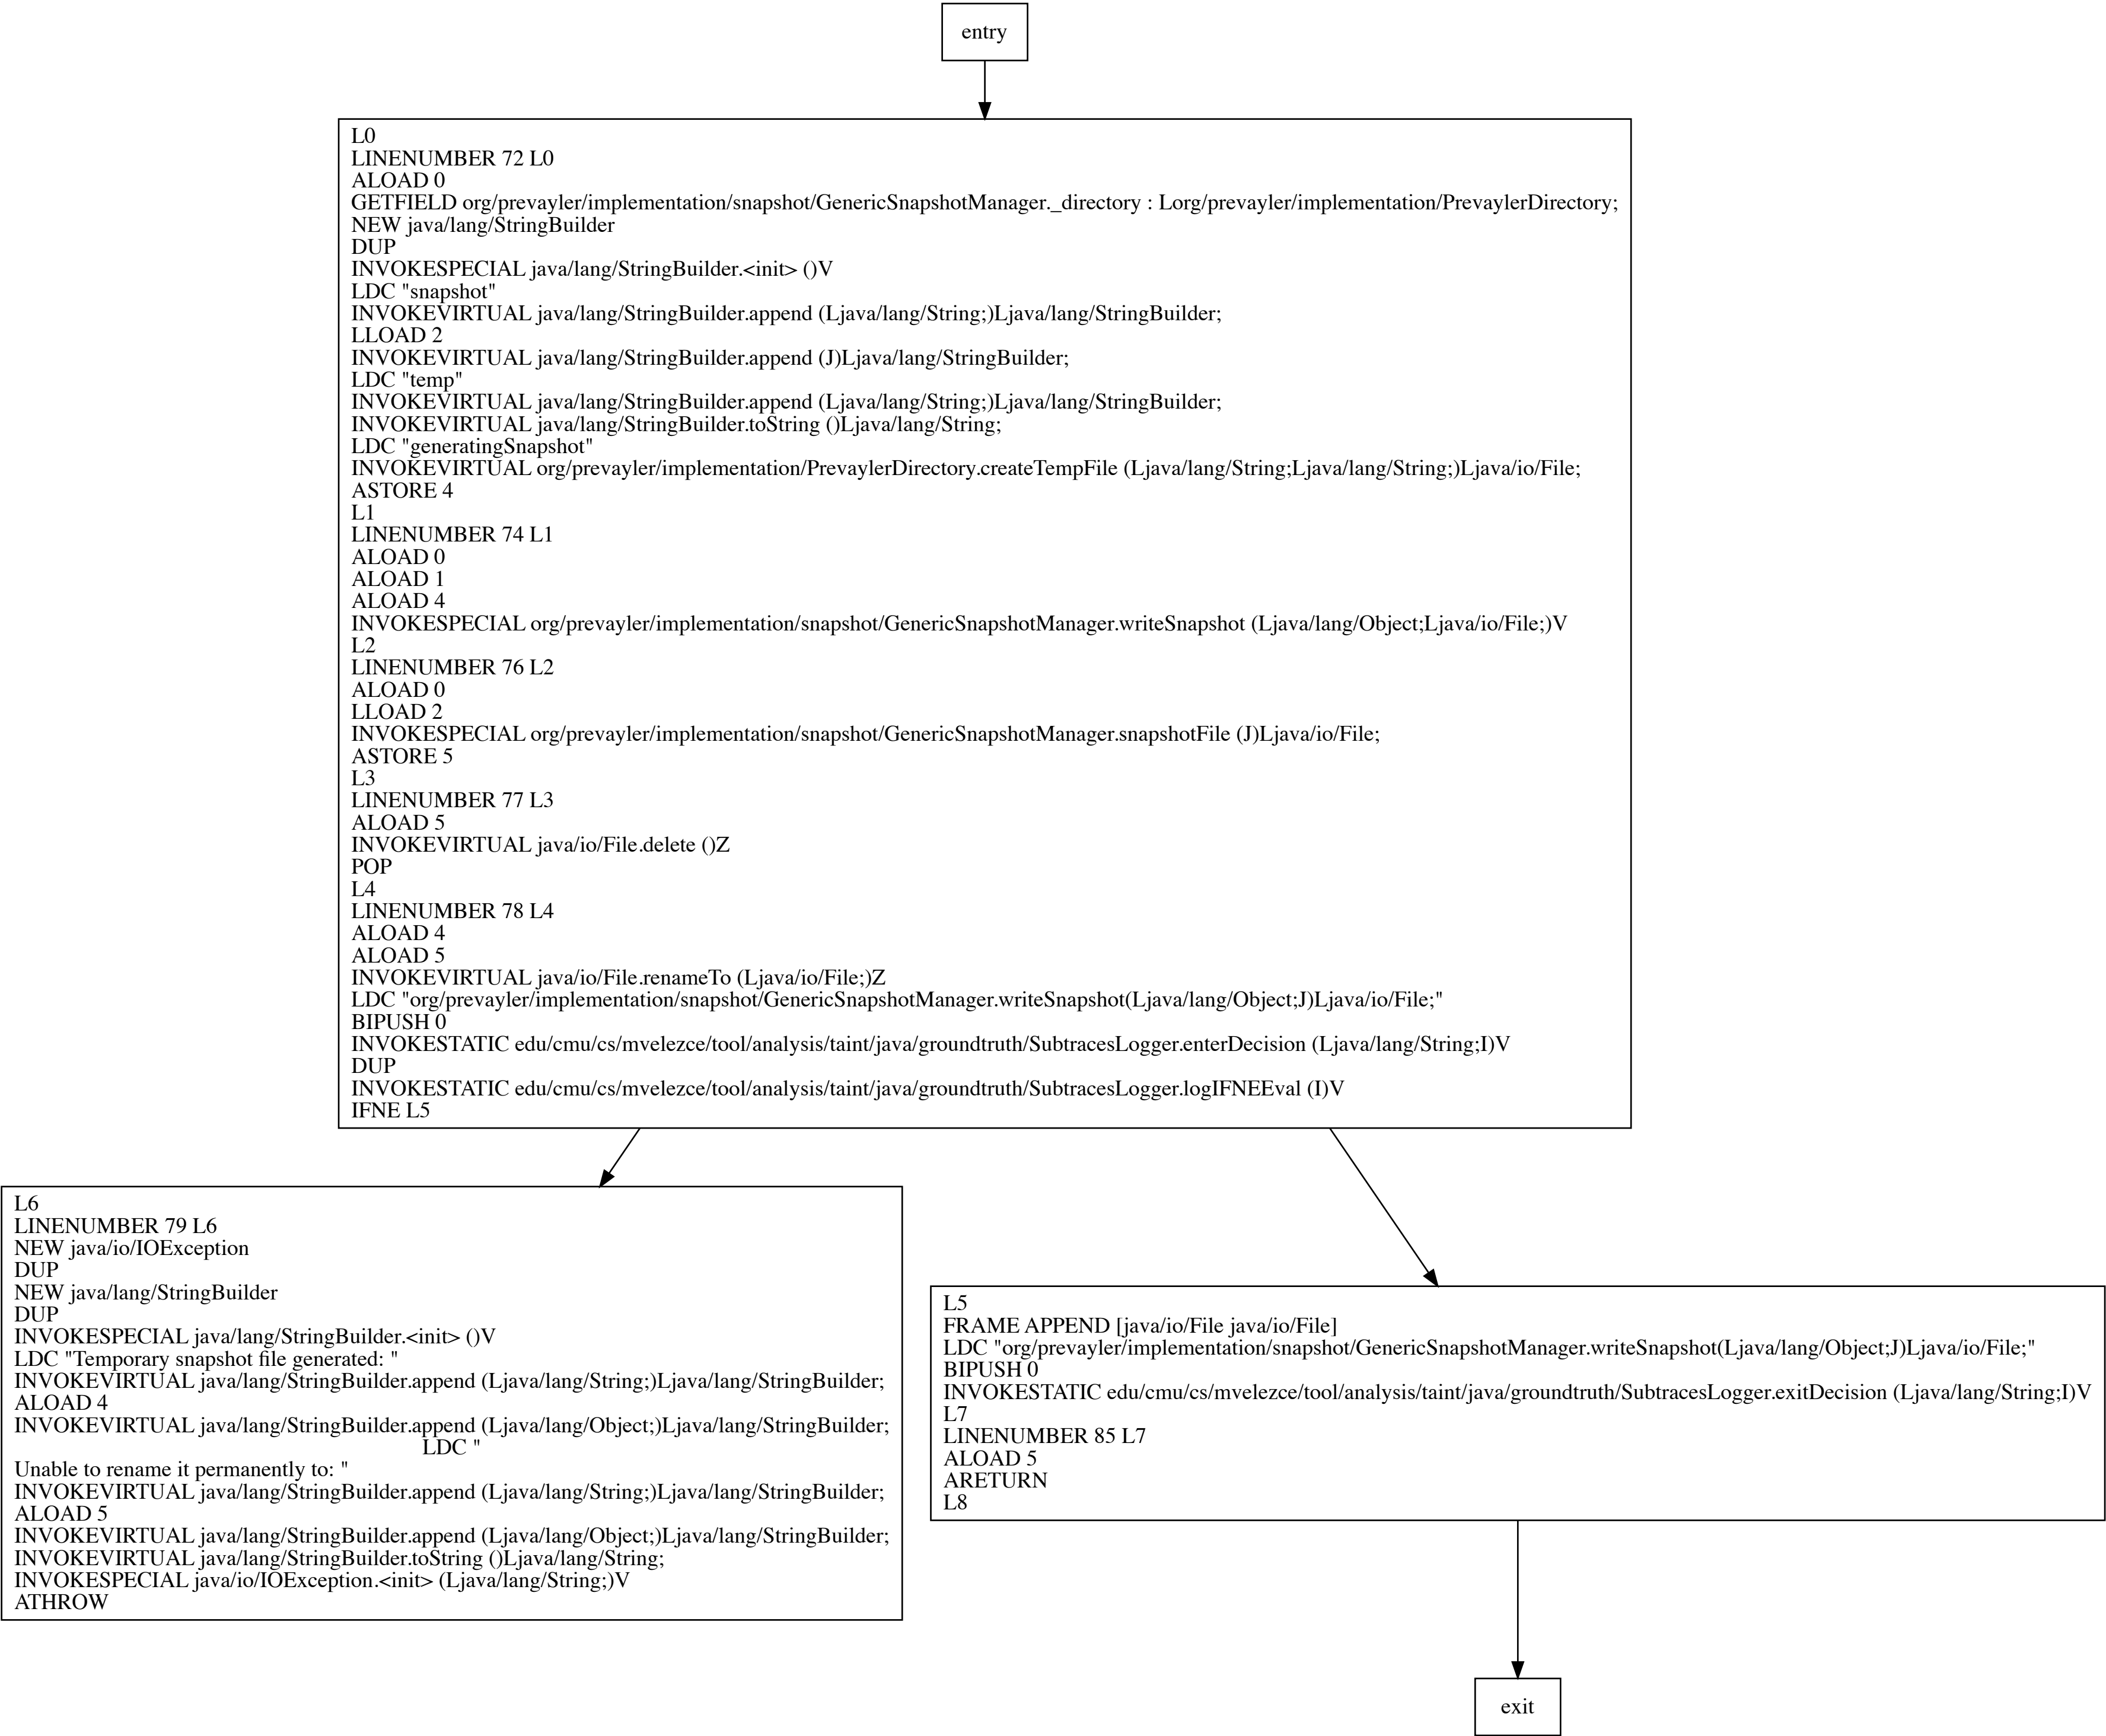 entry
L0
LINENUMBER 72 L0
ALOAD 0
GETFIELD org/prevayler/implementation/snapshot/GenericSnapshotManager._directory : Lorg/prevayler/implementation/PrevaylerDirectory;
NEW java/lang/StringBuilder
DUP
INVOKESPECIAL java/lang/StringBuilder.<init> ()V
LDC "snapshot"
INVOKEVIRTUAL java/lang/StringBuilder.append (Ljava/lang/String;)Ljava/lang/StringBuilder;
LLOAD 2
INVOKEVIRTUAL java/lang/StringBuilder.append (J)Ljava/lang/StringBuilder;
LDC "temp"
INVOKEVIRTUAL java/lang/StringBuilder.append (Ljava/lang/String;)Ljava/lang/StringBuilder;
INVOKEVIRTUAL java/lang/StringBuilder.toString ()Ljava/lang/String;
LDC "generatingSnapshot"
INVOKEVIRTUAL org/prevayler/implementation/PrevaylerDirectory.createTempFile (Ljava/lang/String;Ljava/lang/String;)Ljava/io/File;
ASTORE 4
L1
LINENUMBER 74 L1
ALOAD 0
ALOAD 1
ALOAD 4
INVOKESPECIAL org/prevayler/implementation/snapshot/GenericSnapshotManager.writeSnapshot (Ljava/lang/Object;Ljava/io/File;)V
L2
LINENUMBER 76 L2
ALOAD 0
LLOAD 2
INVOKESPECIAL org/prevayler/implementation/snapshot/GenericSnapshotManager.snapshotFile (J)Ljava/io/File;
ASTORE 5
L3
LINENUMBER 77 L3
ALOAD 5
INVOKEVIRTUAL java/io/File.delete ()Z
POP
L4
LINENUMBER 78 L4
ALOAD 4
ALOAD 5
INVOKEVIRTUAL java/io/File.renameTo (Ljava/io/File;)Z
LDC "org/prevayler/implementation/snapshot/GenericSnapshotManager.writeSnapshot(Ljava/lang/Object;J)Ljava/io/File;"
BIPUSH 0
INVOKESTATIC edu/cmu/cs/mvelezce/tool/analysis/taint/java/groundtruth/SubtracesLogger.enterDecision (Ljava/lang/String;I)V
DUP
INVOKESTATIC edu/cmu/cs/mvelezce/tool/analysis/taint/java/groundtruth/SubtracesLogger.logIFNEEval (I)V
IFNE L5
L6
LINENUMBER 79 L6
NEW java/io/IOException
DUP
NEW java/lang/StringBuilder
DUP
INVOKESPECIAL java/lang/StringBuilder.<init> ()V
LDC "Temporary snapshot file generated: "
INVOKEVIRTUAL java/lang/StringBuilder.append (Ljava/lang/String;)Ljava/lang/StringBuilder;
ALOAD 4
INVOKEVIRTUAL java/lang/StringBuilder.append (Ljava/lang/Object;)Ljava/lang/StringBuilder;
LDC "
Unable to rename it permanently to: "
INVOKEVIRTUAL java/lang/StringBuilder.append (Ljava/lang/String;)Ljava/lang/StringBuilder;
ALOAD 5
INVOKEVIRTUAL java/lang/StringBuilder.append (Ljava/lang/Object;)Ljava/lang/StringBuilder;
INVOKEVIRTUAL java/lang/StringBuilder.toString ()Ljava/lang/String;
INVOKESPECIAL java/io/IOException.<init> (Ljava/lang/String;)V
ATHROW
L5
FRAME APPEND [java/io/File java/io/File]
LDC "org/prevayler/implementation/snapshot/GenericSnapshotManager.writeSnapshot(Ljava/lang/Object;J)Ljava/io/File;"
BIPUSH 0
INVOKESTATIC edu/cmu/cs/mvelezce/tool/analysis/taint/java/groundtruth/SubtracesLogger.exitDecision (Ljava/lang/String;I)V
L7
LINENUMBER 85 L7
ALOAD 5
ARETURN
L8
exit